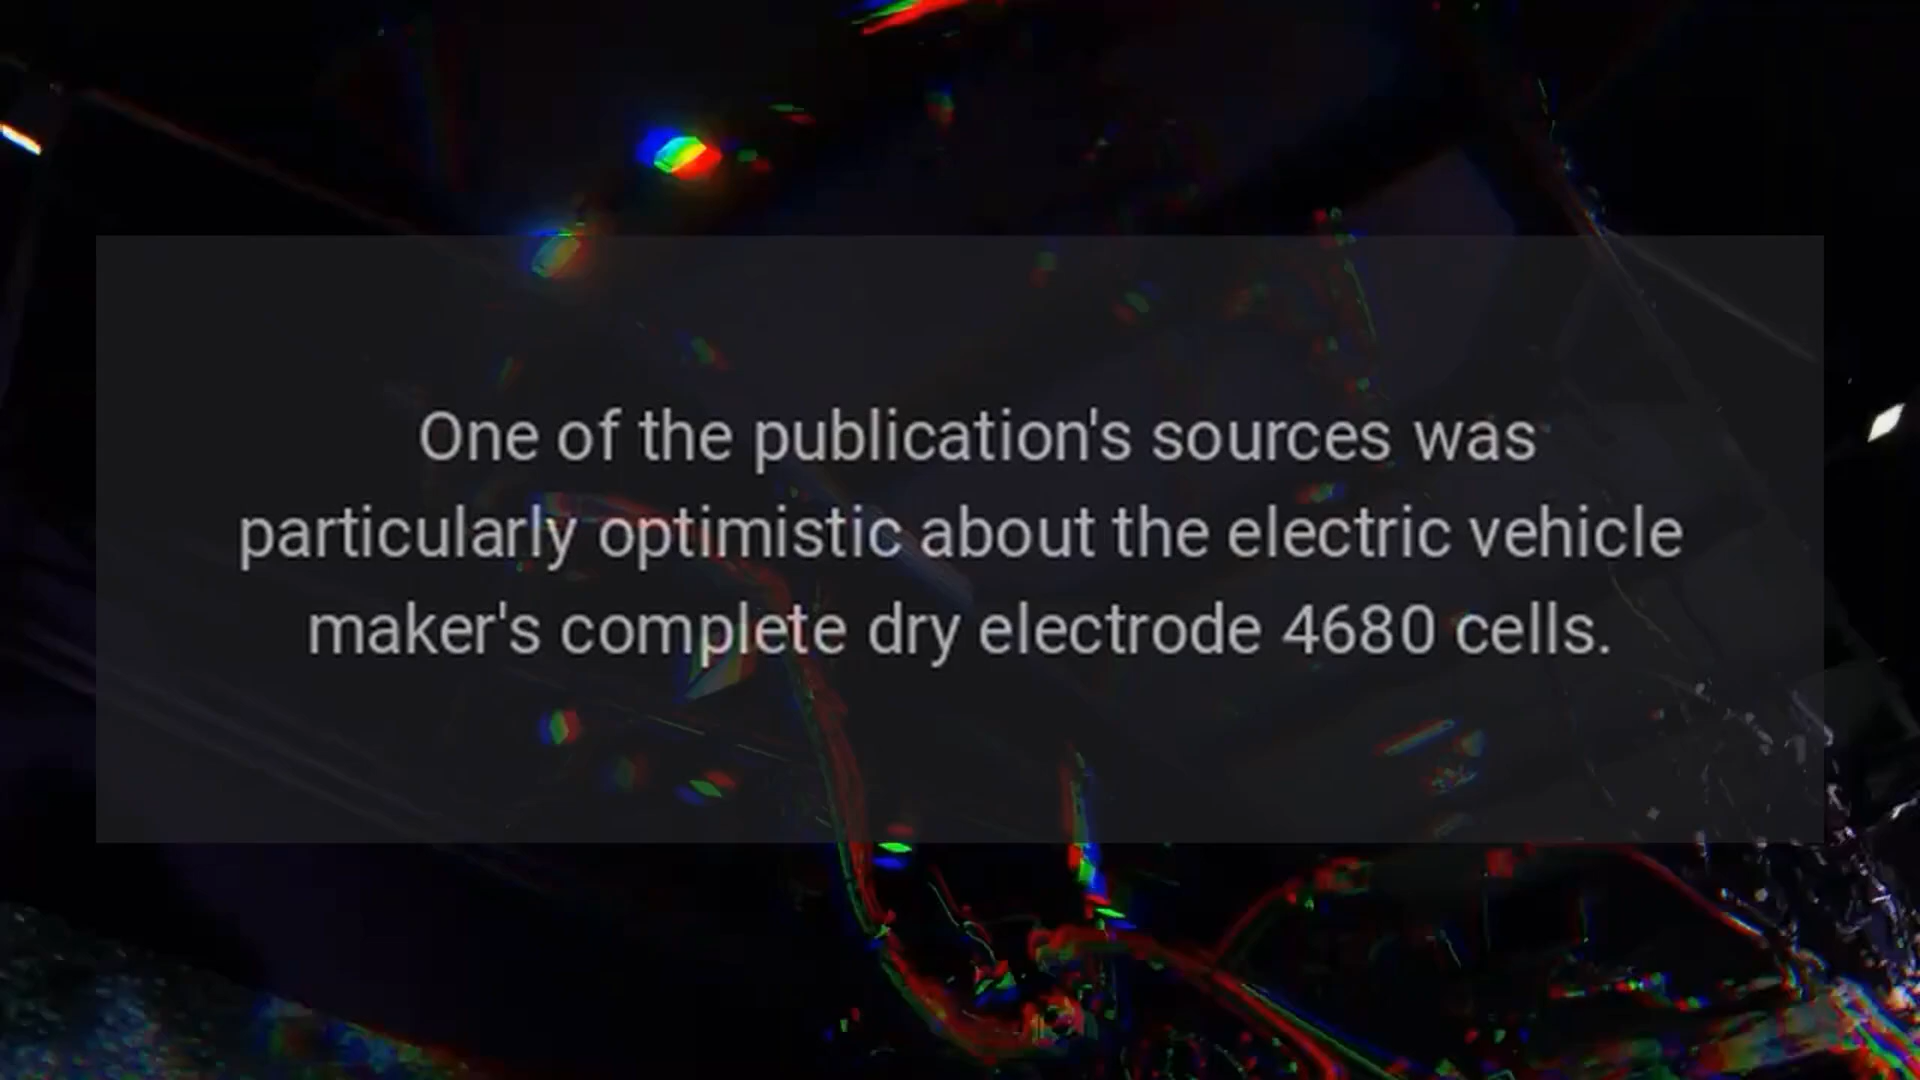 One of the publication's sources was
particularly optimistic about the electric vehicle
maker's complete dry electrode 4680 cells.